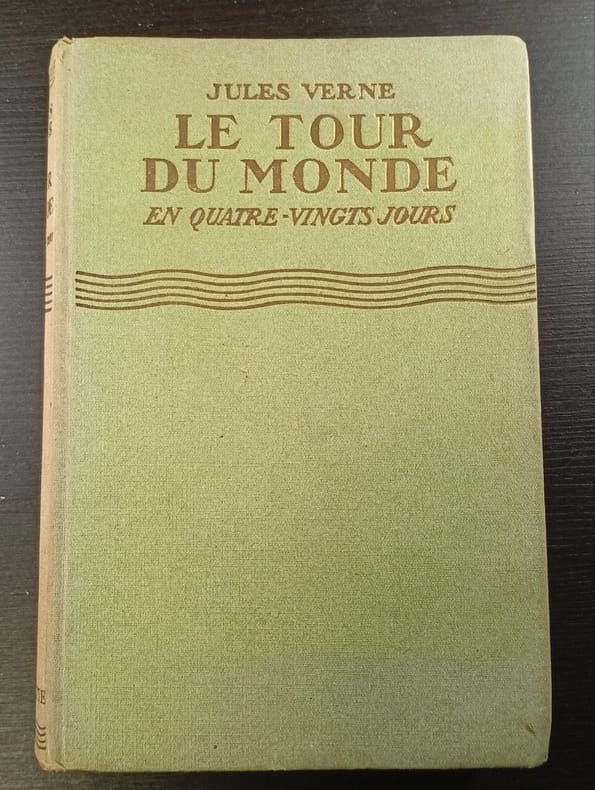 JULES VERNE
LE TOUR
DU MONDE
EN QUATRE-VINGTS JOURS